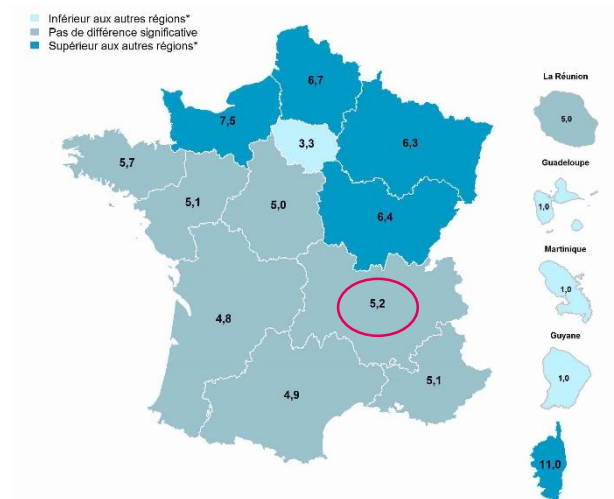 Inférieur aux autres régions*
Pas de différence significative
Supérieur aux autres régions*
6,7
7,5
3,3
6,3
5,7
5,1
5,0
6,4
4,8
5,2
4,9
5,1
La Réunion
5,0
Guadeloupe
1,0
Martinique
1,0
Guyane
1,0
11,0